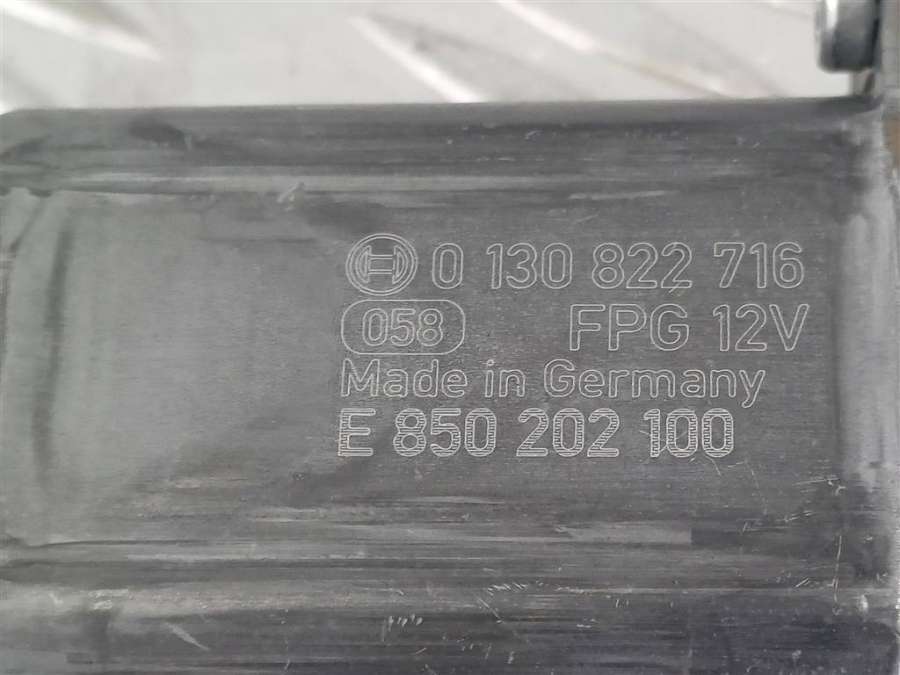 0 130 822 716
058 FPG 12V
Made in Germany
E 850 202 100